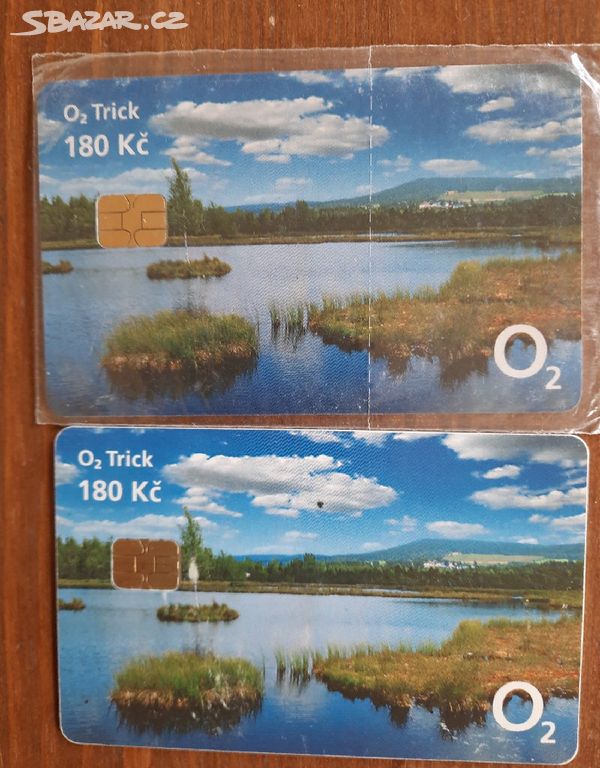 SBAZAR.CZ
O₂ Trick
180 Kč
O₂
O₂ Trick
180 Kč
O₂